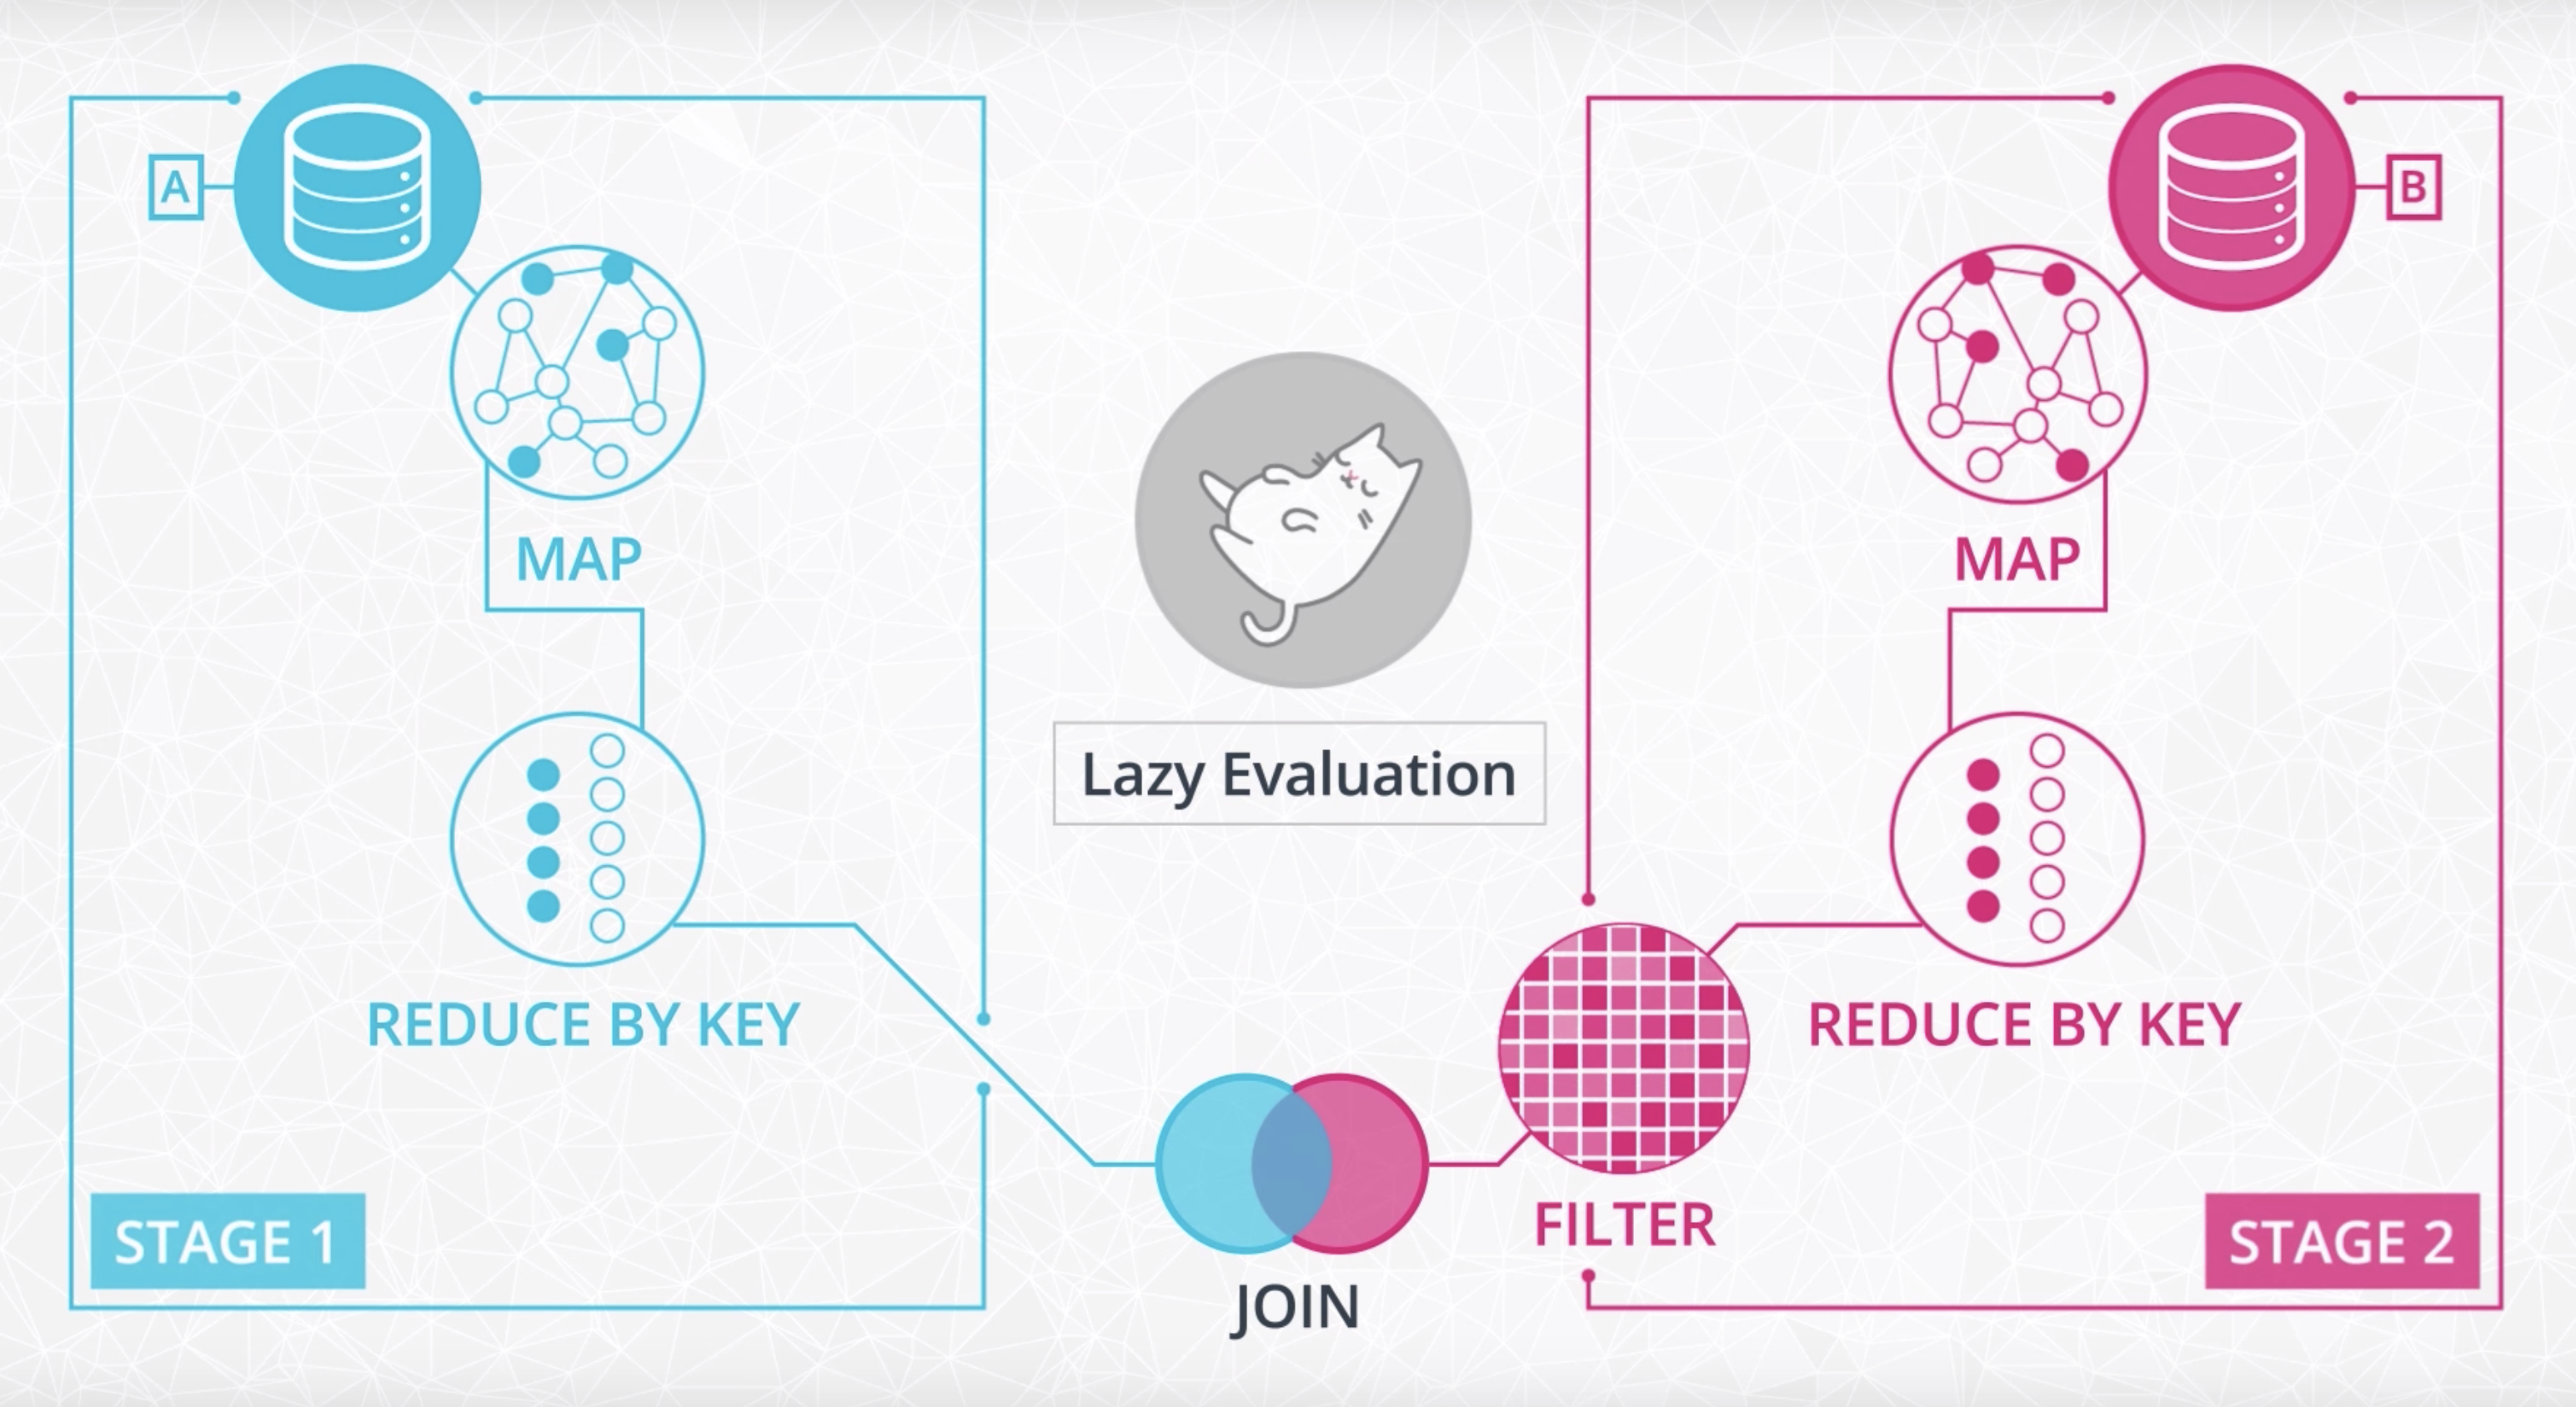 A
B
MAP
MAP
Lazy Evaluation
REDUCE BY KEY
REDUCE BY KEY
FILTER
STAGE 1
STAGE 2
JOIN